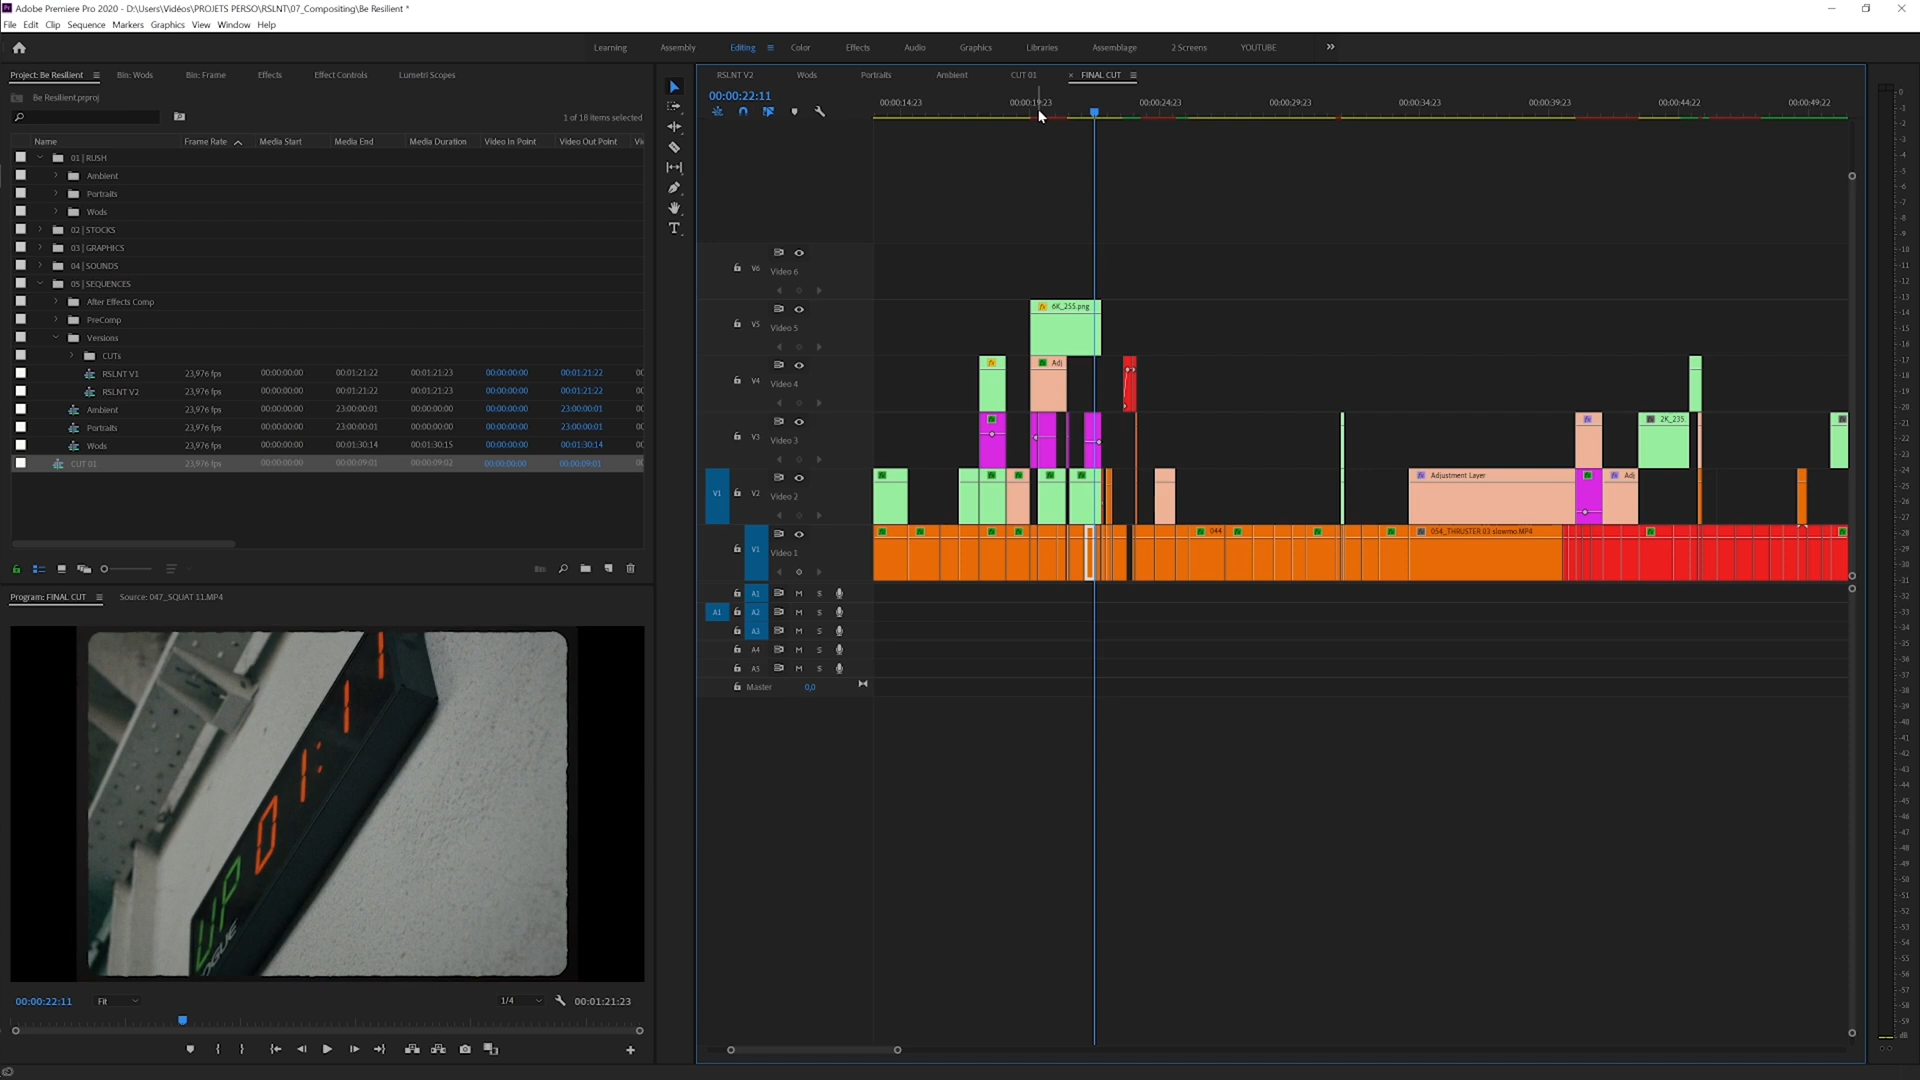 Adobe Premiere Pro 2020 - D:\Users\Vidéos\PROJETS PERSO\RSLNT\07_Compositing\Be Resilient *
File Edit Clip Sequence Markers Graphics View Window Help
Learning Assembly Editing Color Effects Audio Graphics Libraries Assemblage 2 Screens YOUTUBE
Project: Be Resilient Bin: Wods Bin: Frame Effects Effect Controls Lumetri Scopes
Be Resilient.prproj
1 of 18 items selected
Name Frame Rate Media Start Media End Media Duration Video In Point Video Out Point
01 | RUSH
Ambient
Portraits
Wods
02 | STOCKS
03 | GRAPHICS
04 | SOUNDS
05 | SEQUENCES
After Effects Comp
PreComp
Versions
CUTs
RSLNT V1 23,976 fps 00:00:00:00 00:01:21:22 00:01:21:23 00:00:00:00 00:01:21:22
RSLNT V2 23,976 fps 00:00:00:00 00:01:21:22 00:01:21:23 00:00:00:00 00:01:21:22
Ambient 23,976 fps 00:00:00:00 23:00:00:01 23:00:00:01 00:00:00:00 23:00:00:01
Portraits 23,976 fps 00:00:00:00 23:00:00:01 23:00:00:01 00:00:00:00 23:00:00:01
Wods 23,976 fps 00:00:00:00 00:01:30:14 00:01:30:15 00:00:00:00 00:01:30:14
CUT 01 23,976 fps 00:00:00:00 00:00:09:01 00:00:09:02 00:00:00:00 00:00:09:01
Program: FINAL CUT Source: 047_SQUAT 11.MP4
UP 01:11
OGUE
00:00:22:11 Fit 1/4 00:01:21:23
RSLNT V2 Wods Portraits Ambient CUT 01 FINAL CUT
00:00:22:11
00:00:14:23 00:00:19:23 00:00:24:23 00:00:29:23 00:00:34:23 00:00:39:23 00:00:44:22 00:00:49:22
V6 Video 6
V5 Video 5 6K_255.png
V4 Video 4 Adj
V3 Video 3 2K_235
V1 V2 Video 2 Adjustment Layer Adj
V1 Video 1 044 054_THRUSTER 03 slowmo MP4
A1 M S
A1 A2 M S
A3 M S
A4 M S
A5 M S
Master 0,0